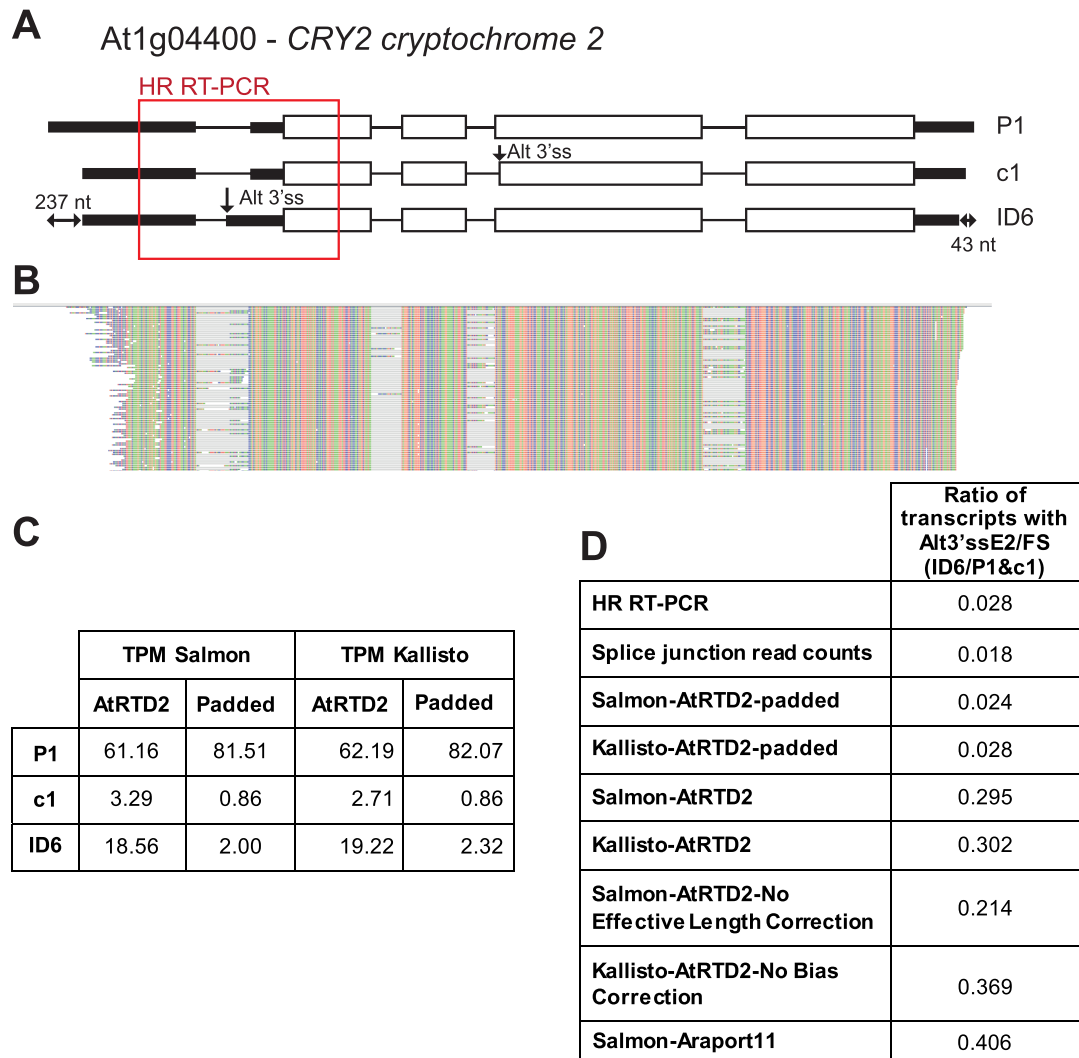 A
At1g04400 - CRY2 cryptochrome 2
HR RT-PCR
P1
Alt 3'ss
c1
237 nt
Alt 3'ss
ID6
43 nt
B
C
TPM Salmon TPM Kallisto
AtRTD2 Padded AtRTD2 Padded
P1 61.16 81.51 62.19 82.07
c1 3.29 0.86 2.71 0.86
ID6 18.56 2.00 19.22 2.32
D
Ratio of
transcripts with
Alt3'ssE2/FS
(ID6/P1&c1)
HR RT-PCR 0.028
Splice junction read counts 0.018
Salmon-AtRTD2-padded 0.024
Kallisto-AtRTD2-padded 0.028
Salmon-AtRTD2 0.295
Kallisto-AtRTD2 0.302
Salmon-AtRTD2-No
Effective Length Correction 0.214
Kallisto-AtRTD2-No Bias
Correction 0.369
Salmon-Araport11 0.406